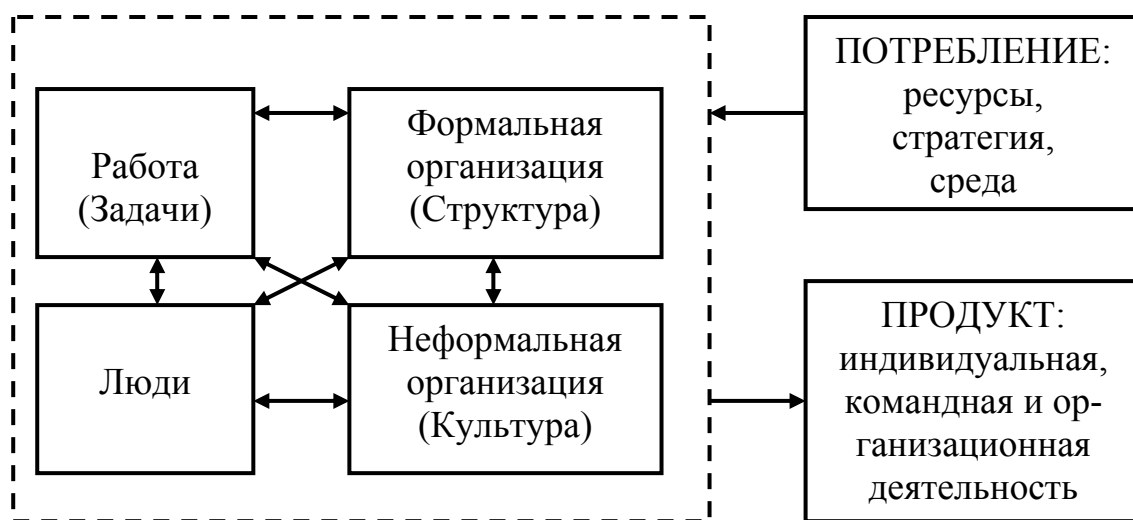 Работа
(Задачи)
Формальная
организация
(Структура)
Люди
Неформальная
организация
(Культура)
ПОТРЕБЛЕНИЕ:
ресурсы,
стратегия,
среда
ПРОДУКТ:
индивидуальная,
командная и ор-
ганизационная
деятельность